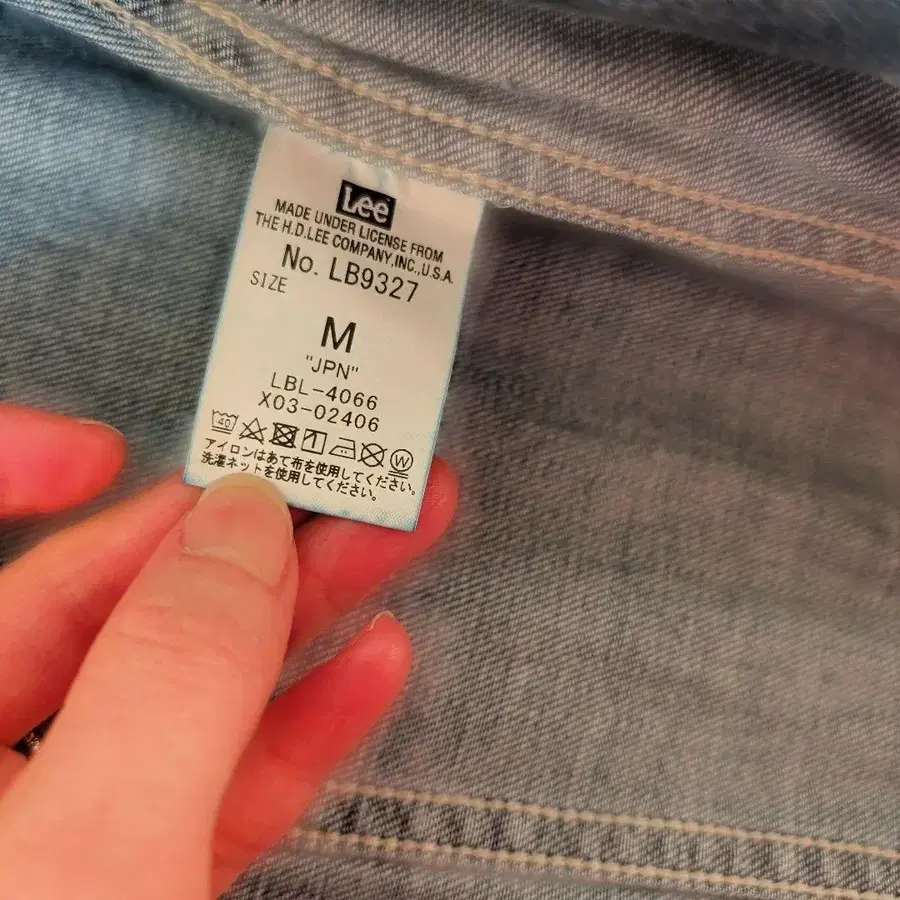 Lee
MADE UNDER LICENSE FROM
THE H.D.LEE COMPANY,INC.,U.S.A.
No. LB9327
SIZE
M
"JPN"
LBL-4066
X03-02406
40 W
アイロンはあて布を使用してください。
洗濯ネットを使用してください。